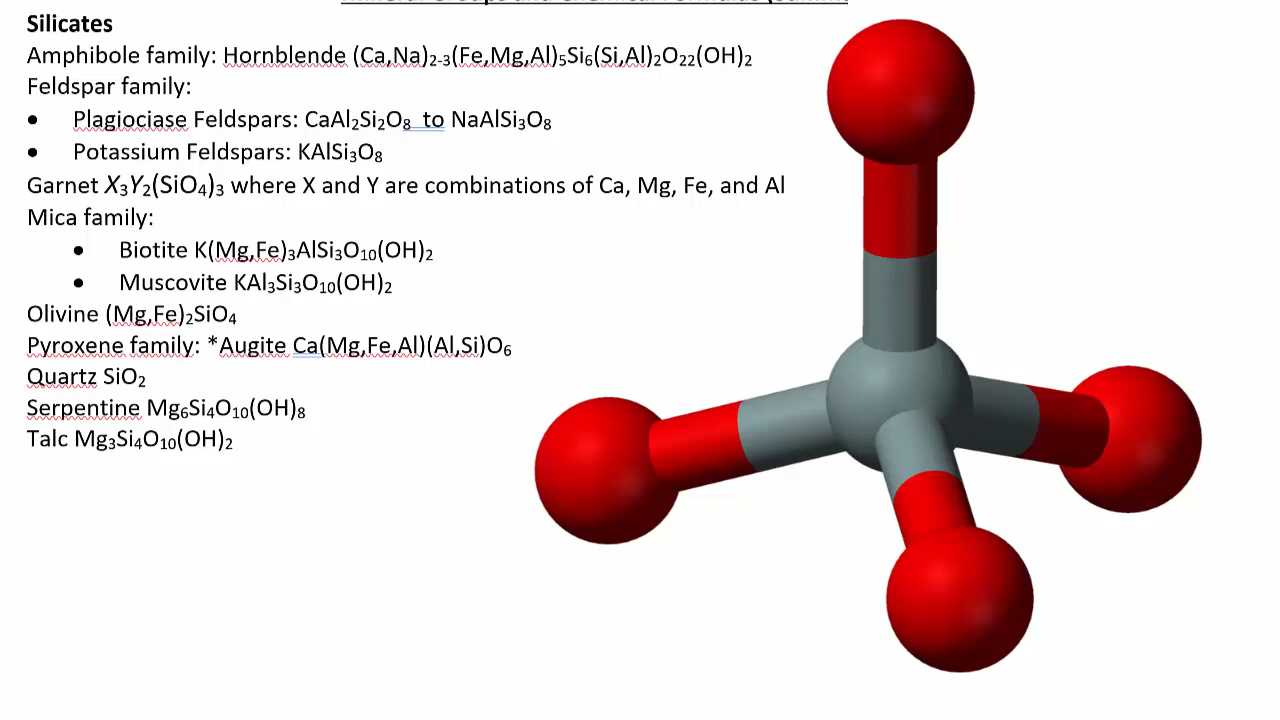 Silicates
Amphibole family: Hornblende (Ca,Na)₂₋₃(Fe,Mg,Al)₅Si₆(Si,Al)₂O₂₂(OH)₂
Feldspar family:
• Plagiociase Feldspars: CaAl₂Si₂O₈ to NaAlSi₃O₈
• Potassium Feldspars: KAlSi₃O₈
Garnet X₃Y₂(SiO₄)₃ where X and Y are combinations of Ca, Mg, Fe, and Al
Mica family:
• Biotite K(Mg,Fe)₃AlSi₃O₁₀(OH)₂
• Muscovite KAl₃Si₃O₁₀(OH)₂
Olivine (Mg,Fe)₂SiO₄
Pyroxene family: *Augite Ca(Mg,Fe,Al)(Al,Si)O₆
Quartz SiO₂
Serpentine Mg₆Si₄O₁₀(OH)₈
Talc Mg₃Si₄O₁₀(OH)₂